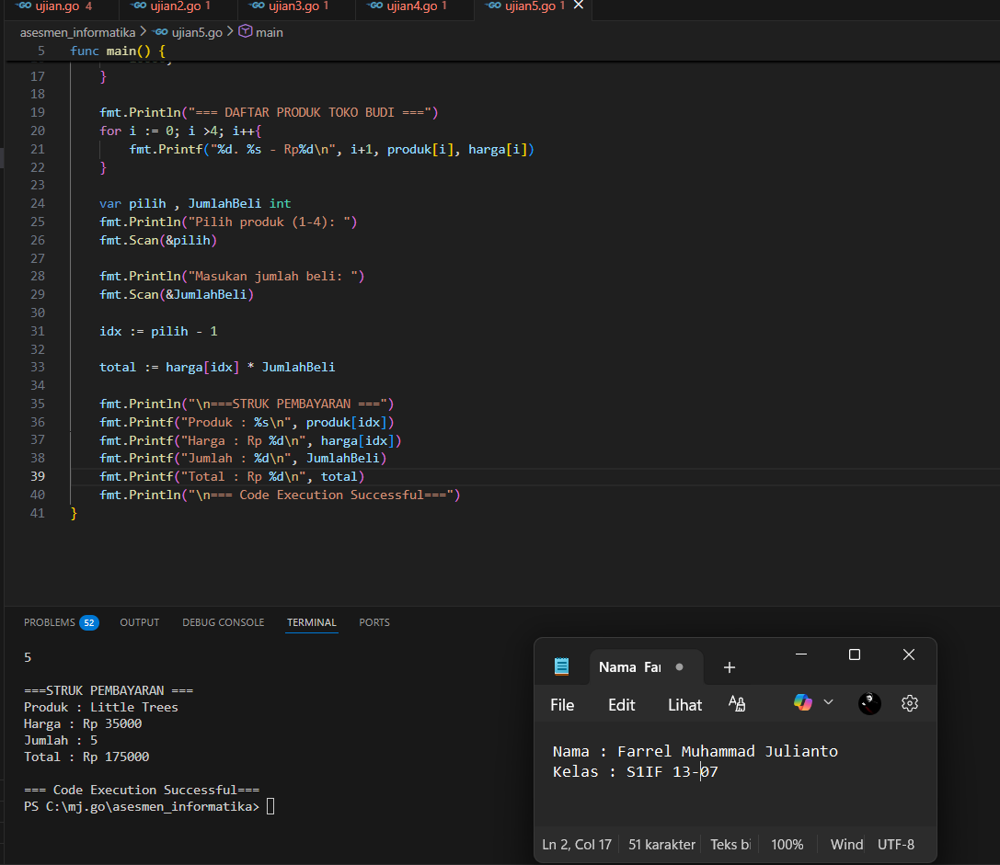 ujian.go 4 ujian2.go 1 ujian3.go 1 ujian4.go 1 ujian5.go 1
asesmen_informatika > ujian5.go > main
5 func main() {
17 }
18
19 fmt.Println("=== DAFTAR PRODUK TOKO BUDI ===")
20 for i := 0; i >4; i++{
21 fmt.Printf("%d. %s - Rp%d\n", i+1, produk[i], harga[i])
22 }
23
24 var pilih , JumlahBeli int
25 fmt.Println("Pilih produk (1-4): ")
26 fmt.Scan(&pilih)
27
28 fmt.Println("Masukan jumlah beli: ")
29 fmt.Scan(&JumlahBeli)
30
31 idx := pilih - 1
32
33 total := harga[idx] * JumlahBeli
34
35 fmt.Println("\n===STRUK PEMBAYARAN ===")
36 fmt.Printf("Produk : %s\n", produk[idx])
37 fmt.Printf("Harga : Rp %d\n", harga[idx])
38 fmt.Printf("Jumlah : %d\n", JumlahBeli)
39 fmt.Printf("Total : Rp %d\n", total)
40 fmt.Println("\n=== Code Execution Successful===")
41 }
PROBLEMS 52 OUTPUT DEBUG CONSOLE TERMINAL PORTS
5
===STRUK PEMBAYARAN ===
Produk : Little Trees
Harga : Rp 35000
Jumlah : 5
Total : Rp 175000
=== Code Execution Successful===
PS C:\mj.go\asesmen_informatika>
Nama Far
File Edit Lihat
Nama : Farrel Muhammad Julianto
Kelas : S1IF 13-07
Ln 2, Col 17 51 karakter Teks bi 100% Wind UTF-8